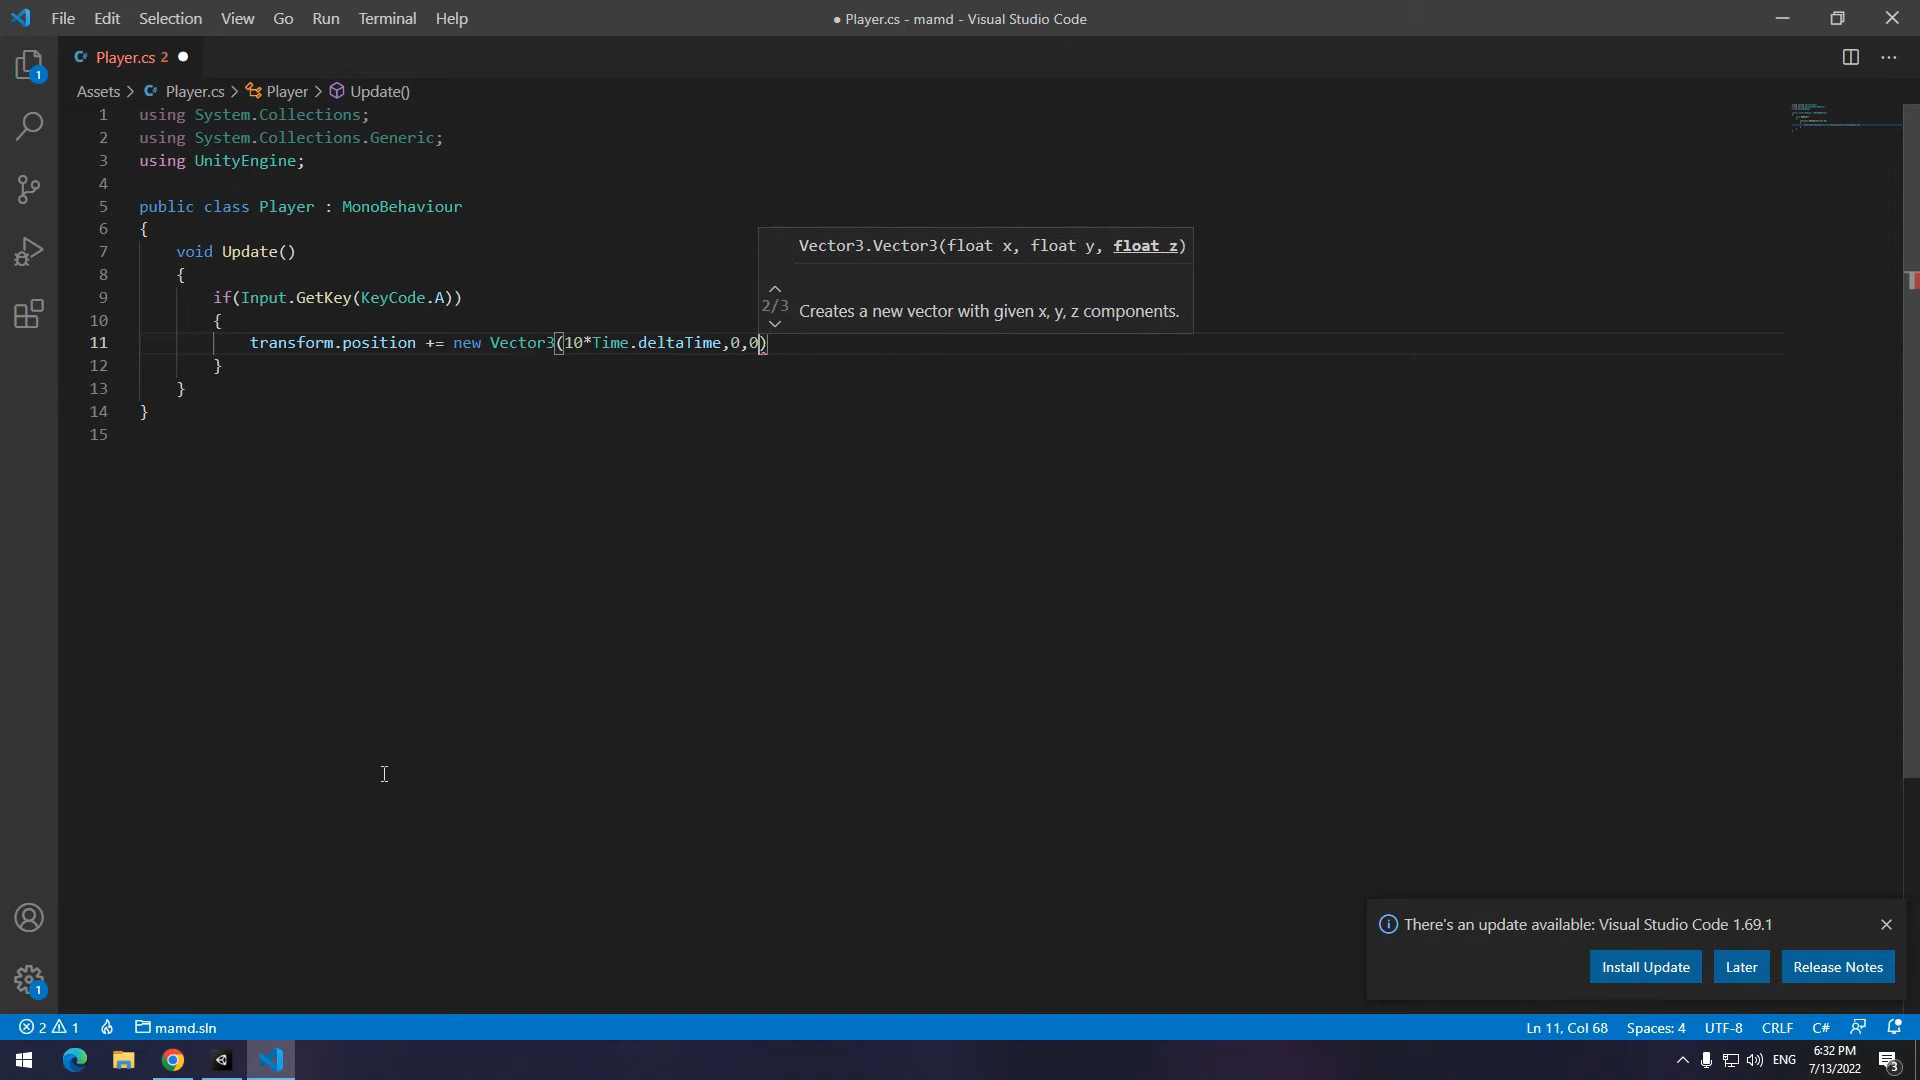 File Edit Selection View Go Run Terminal Help
● Player.cs - mamd - Visual Studio Code
Player.cs 2 ●
Assets > Player.cs > Player > Update()
1 using System.Collections;
2 using System.Collections.Generic;
3 using UnityEngine;
4
5 public class Player : MonoBehaviour
6 {
7 void Update()
8 {
9 if(Input.GetKey(KeyCode.A))
10 {
11 transform.position += new Vector3(10*Time.deltaTime,0,0)
12 }
13 }
14 }
15
Vector3.Vector3(float x, float y, float z)
2/3 Creates a new vector with given x, y, z components.
1
1
There's an update available: Visual Studio Code 1.69.1
Install Update Later Release Notes
2 1 mamd.sln
Ln 11, Col 68 Spaces: 4 UTF-8 CRLF C#
ENG
6:32 PM
7/13/2022
3